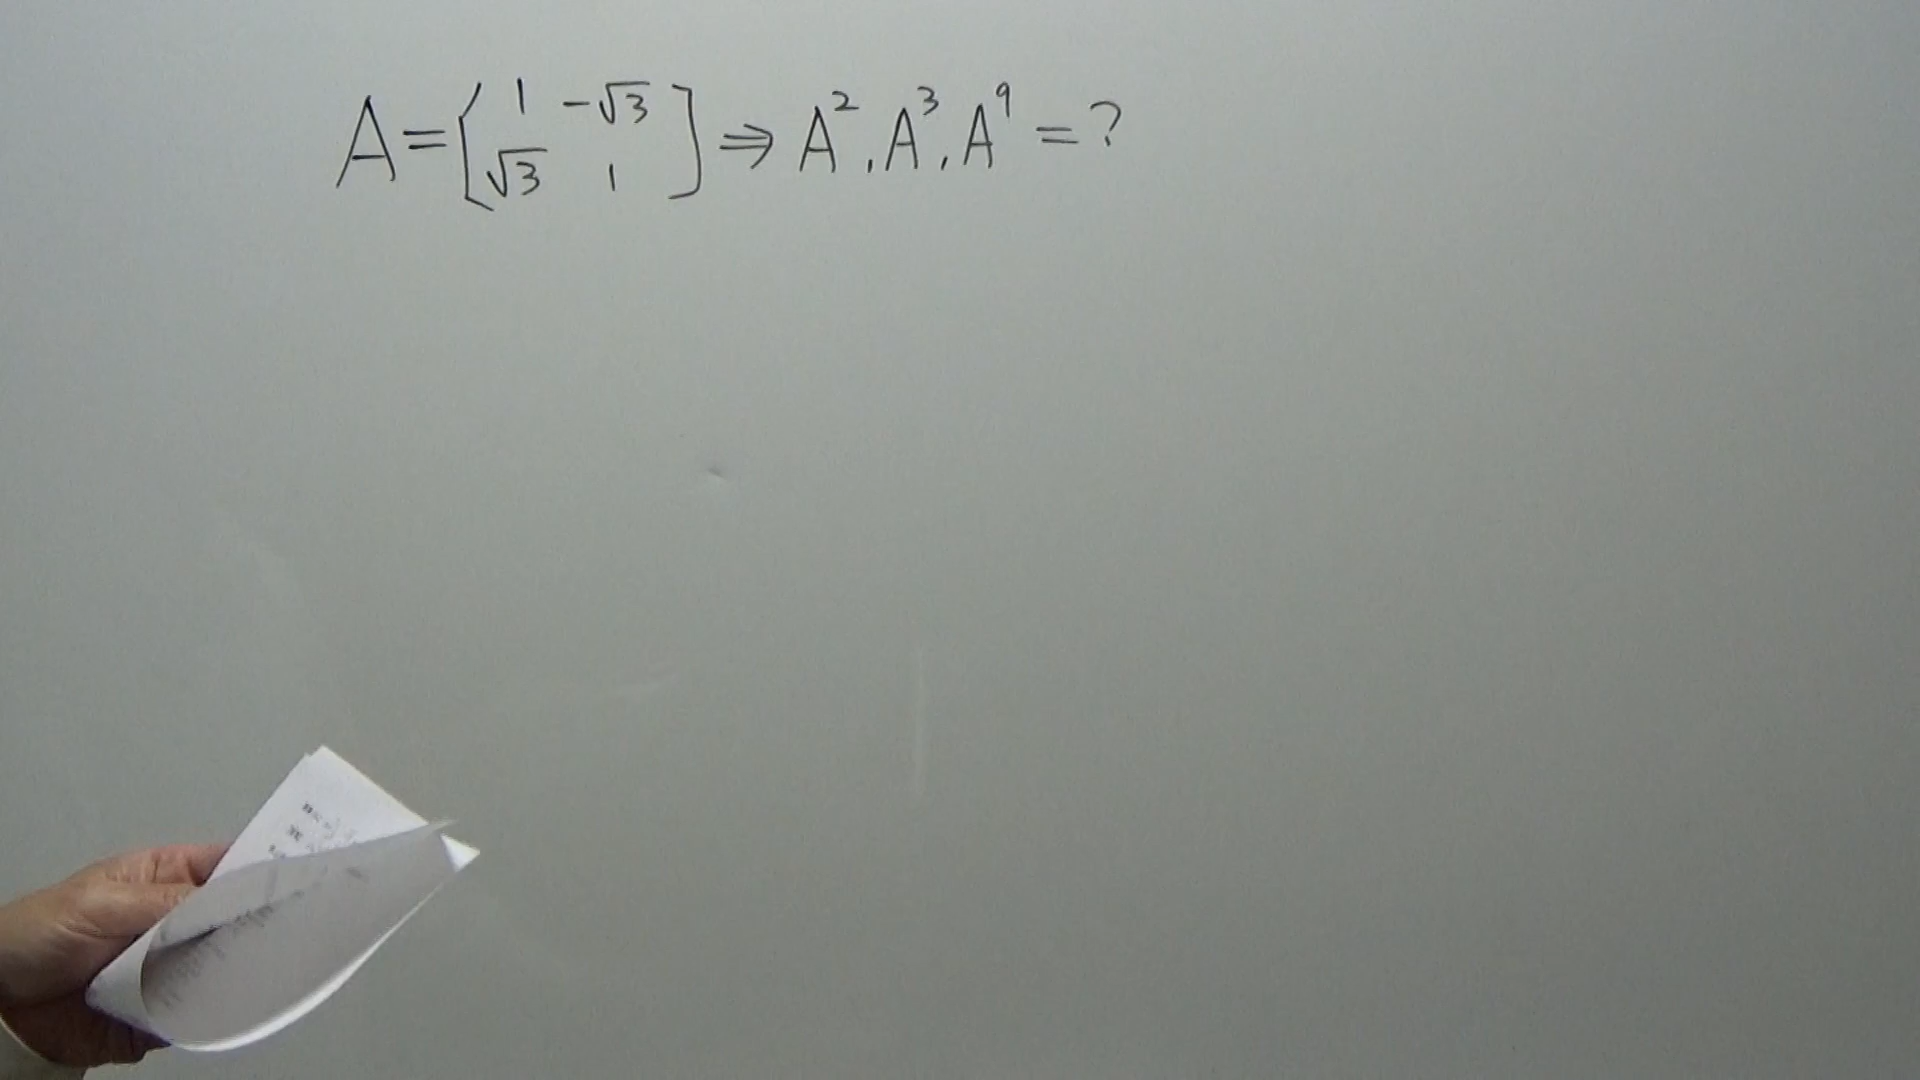 A = [1 -√3 √3 1] ⇒ A², A³, A⁹ = ?